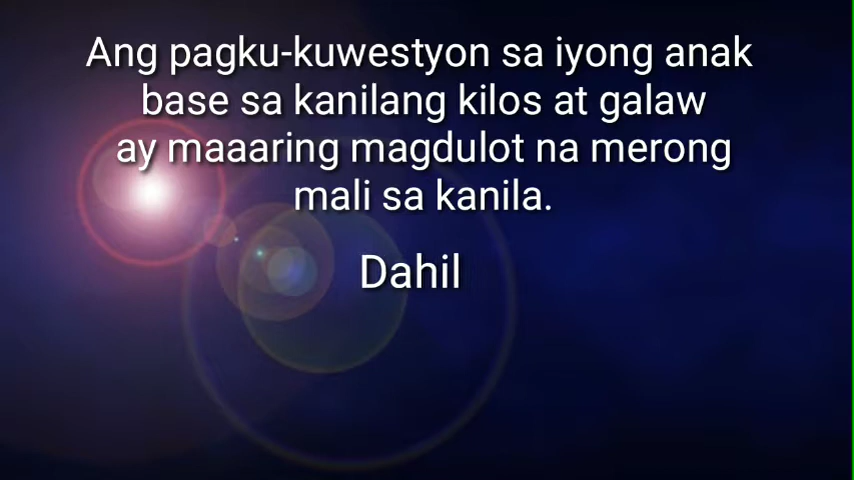 Ang pagku-kuwestyon sa iyong anak
base sa kanilang kilos at galaw
ay maaaring magdulot na merong
mali sa kanila.
Dahil